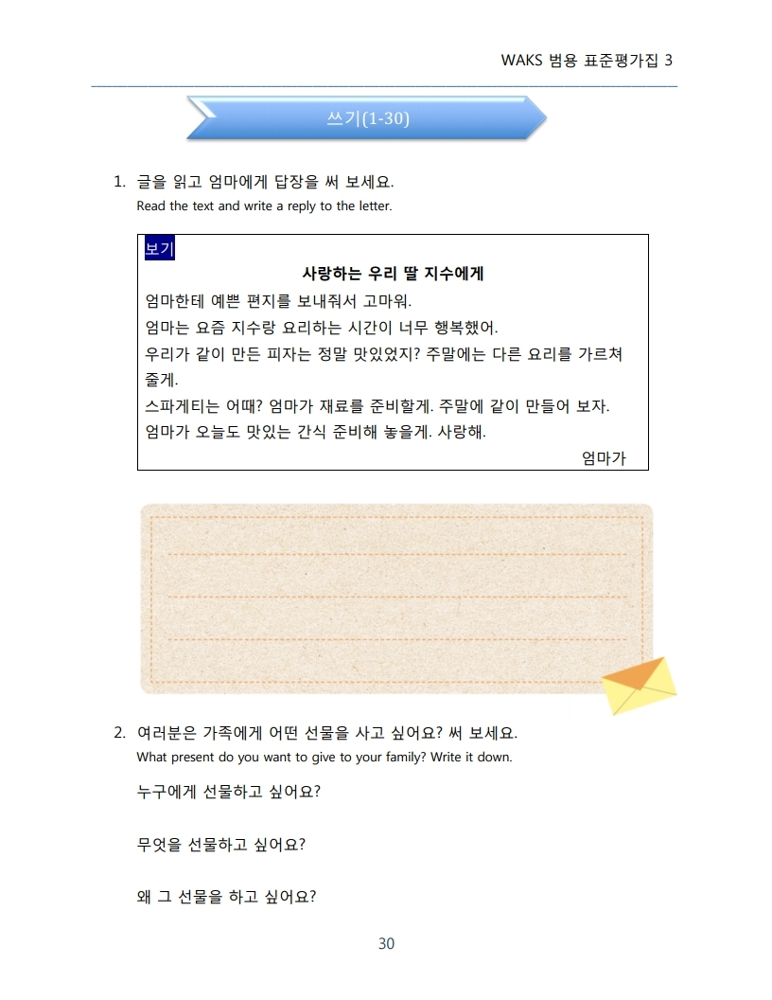 WAKS 범용 표준평가집 3
쓰기(1-30)
1. 글을 읽고 엄마에게 답장을 써 보세요.
Read the text and write a reply to the letter.
보기
사랑하는 우리 딸 지수에게
엄마한테 예쁜 편지를 보내줘서 고마워.
엄마는 요즘 지수랑 요리하는 시간이 너무 행복했어.
우리가 같이 만든 피자는 정말 맛있었지? 주말에는 다른 요리를 가르쳐
줄게.
스파게티는 어때? 엄마가 재료를 준비할게. 주말에 같이 만들어 보자.
엄마가 오늘도 맛있는 간식 준비해 놓을게. 사랑해.
엄마가
2. 여러분은 가족에게 어떤 선물을 사고 싶어요? 써 보세요.
What present do you want to give to your family? Write it down.
누구에게 선물하고 싶어요?
무엇을 선물하고 싶어요?
왜 그 선물을 하고 싶어요?
30